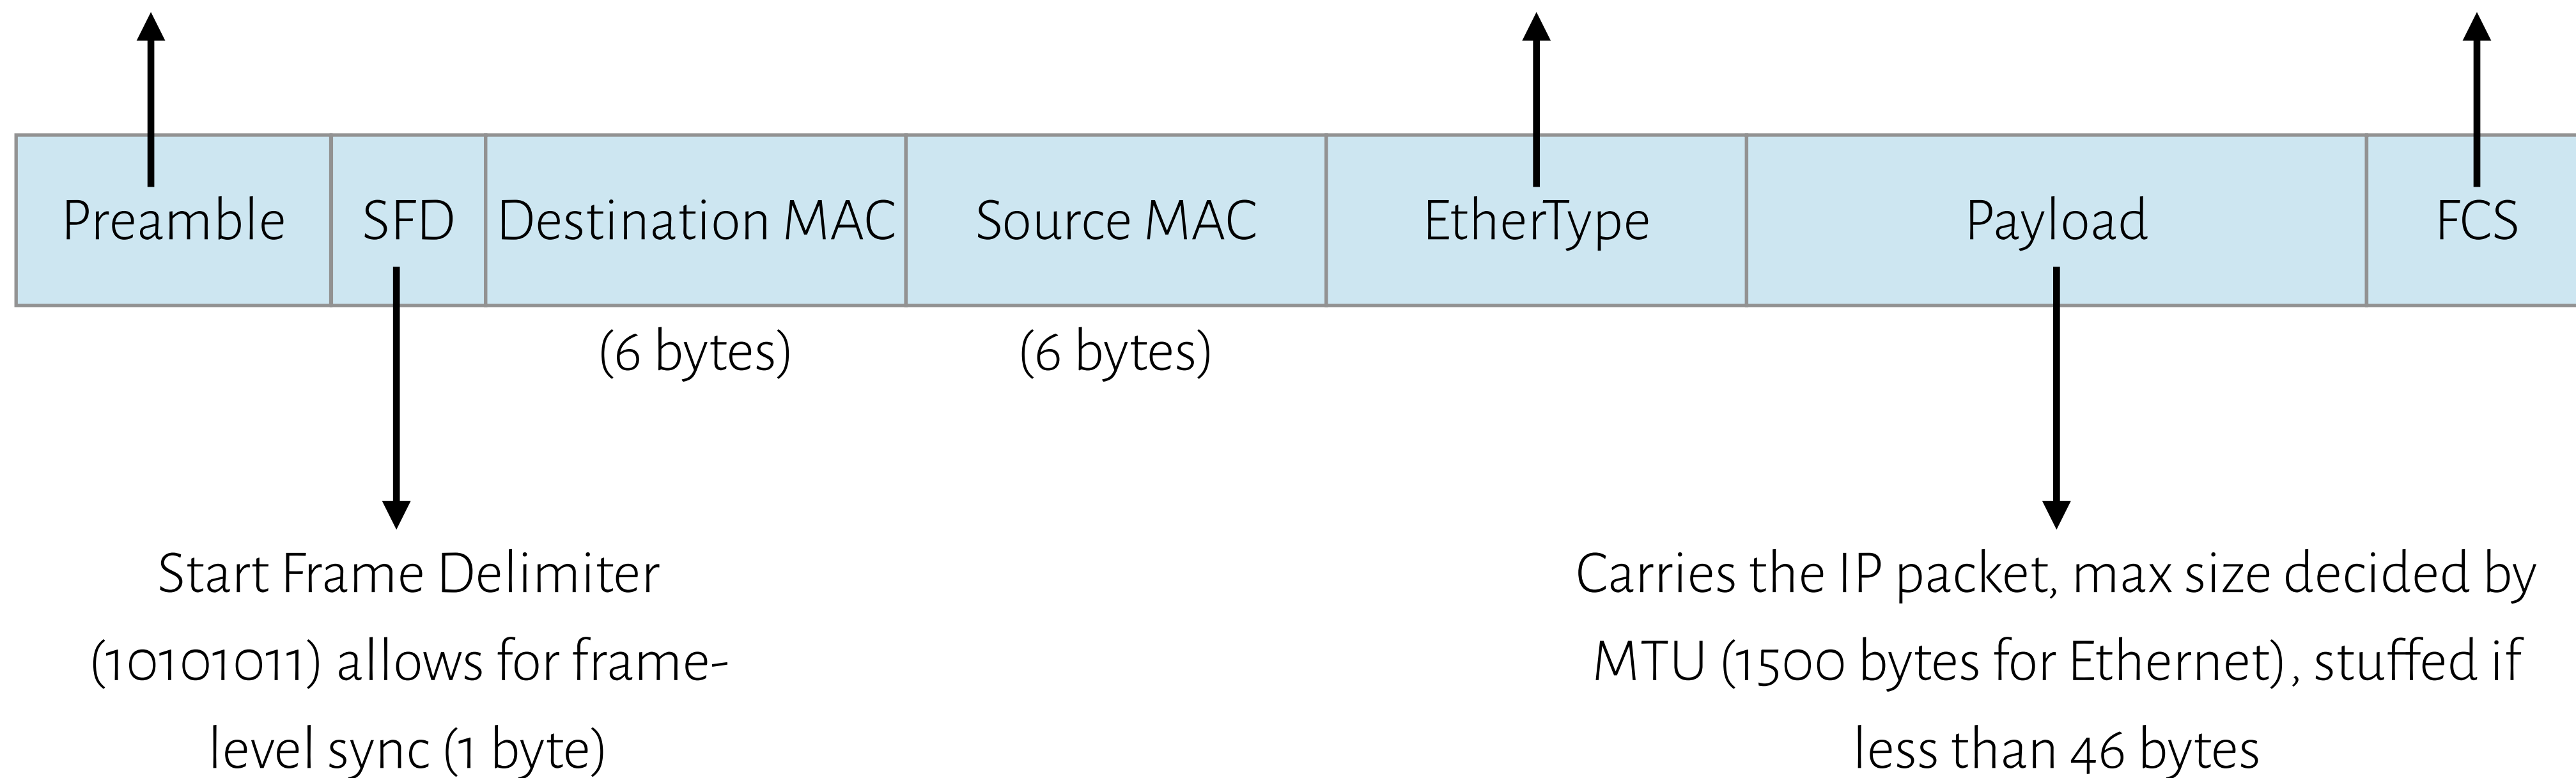 Preamble SFD Destination MAC Source MAC EtherType Payload FCS
(6 bytes) (6 bytes)
Start Frame Delimiter
(10101011) allows for frame-
level sync (1 byte)
Carries the IP packet, max size decided by
MTU (1500 bytes for Ethernet), stuffed if
less than 46 bytes